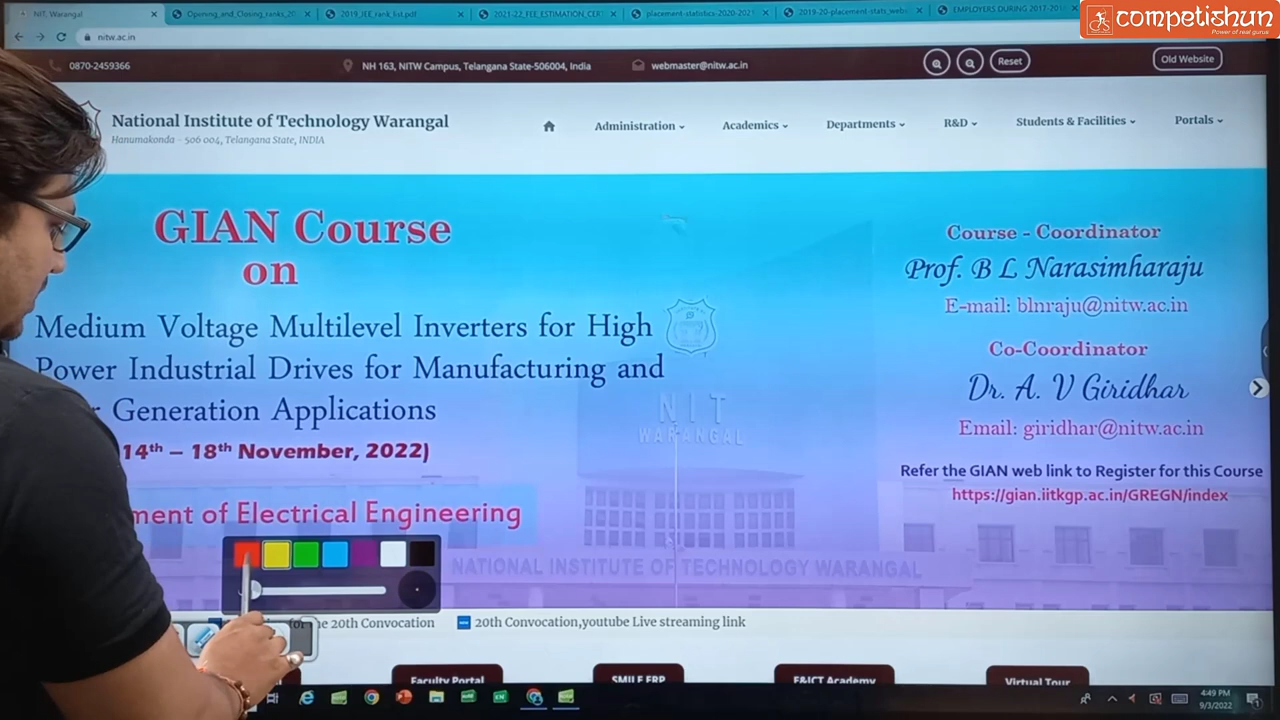 NIT, Warangal
Opening_and_Closing_ranks_20
2019_JEE_rank_list.pdf
2021-22_FEE_ESTIMATION_CERT
placement-statistics-2020-2021
2019-20-placement-stats_webs
EMPLOYERS DURING 2017-201
competishun
Power of real gurus
nitw.ac.in
0870-2459366
NH 163, NITW Campus, Telangana State-506004, India
webmaster@nitw.ac.in
Reset
Old Website
National Institute of Technology Warangal
Hanumakonda - 506 004, Telangana State, INDIA
Administration
Academics
Departments
R&D
Students & Facilities
Portals
GIAN Course
on
Medium Voltage Multilevel Inverters for High
Power Industrial Drives for Manufacturing and
Generation Applications
14th – 18th November, 2022)
ment of Electrical Engineering
Course - Coordinator
Prof. B L Narasimharaju
E-mail: blnraju@nitw.ac.in
Co-Coordinator
Dr. A. V Giridhar
Email: giridhar@nitw.ac.in
Refer the GIAN web link to Register for this Course
https://gian.iitkgp.ac.in/GREGN/index
NIT
WARANGAL
NATIONAL INSTITUTE OF TECHNOLOGY WARANGAL
20th Convocation
20th Convocation,youtube Live streaming link
Faculty Portal
SMILE ERP
E&ICT Academy
Virtual Tour
4:49 PM
9/3/2022